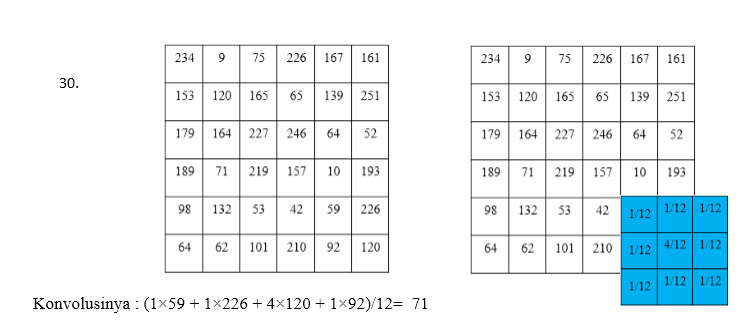 234 9 75 226 167 161 234 9 75 226 167 161
30.
153 120 165 65 139 251 153 120 165 65 139 251
179 164 227 246 64 52 179 164 227 246 64 52
189 71 219 157 10 193 189 71 219 157 10 193
98 132 53 42 59 226 98 132 53 42 1/12 1/12 1/12
64 62 101 210 92 120 64 62 101 210 1/12 4/12 1/12
1/12 1/12 1/12
Konvolusinya : (1×59 + 1×226 + 4×120 + 1×92)/12= 71